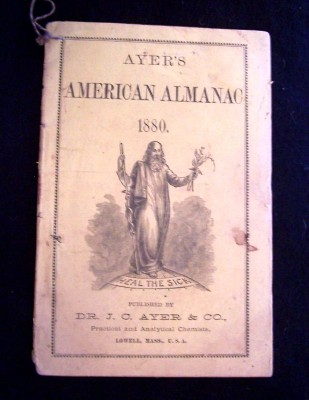 AYER'S
AMERICAN ALMANAC
1880.
HEAL THE SICK
PUBLISHED BY
DR. J. C. AYER & CO.,
Practical and Analytical Chemists,
LOWELL, MASS., U. S. A.